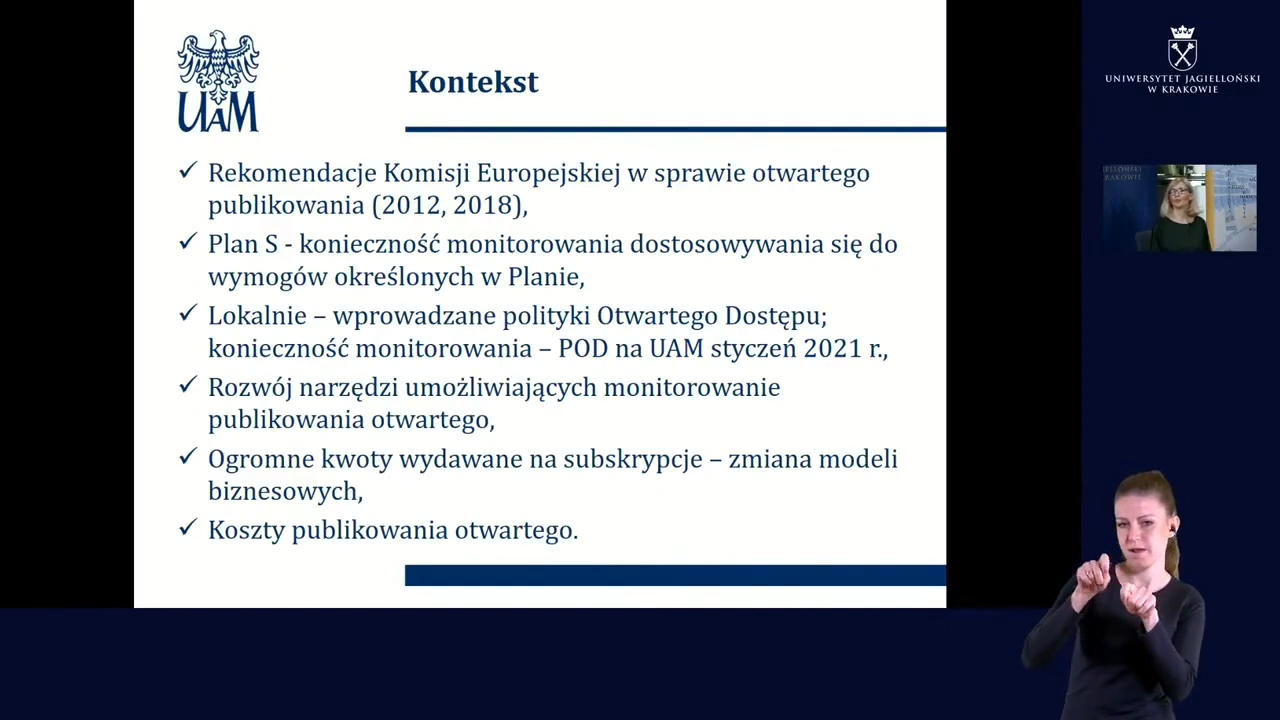 UAM
Kontekst
✓ Rekomendacje Komisji Europejskiej w sprawie otwartego
publikowania (2012, 2018),
✓ Plan S - konieczność monitorowania dostosowywania się do
wymogów określonych w Planie,
✓ Lokalnie – wprowadzane polityki Otwartego Dostępu;
konieczność monitorowania – POD na UAM styczeń 2021 r.,
✓ Rozwój narzędzi umożliwiających monitorowanie
publikowania otwartego,
✓ Ogromne kwoty wydawane na subskrypcje – zmiana modeli
biznesowych,
✓ Koszty publikowania otwartego.
UNIWERSYTET JAGIELLOŃSKI
W KRAKOWIE